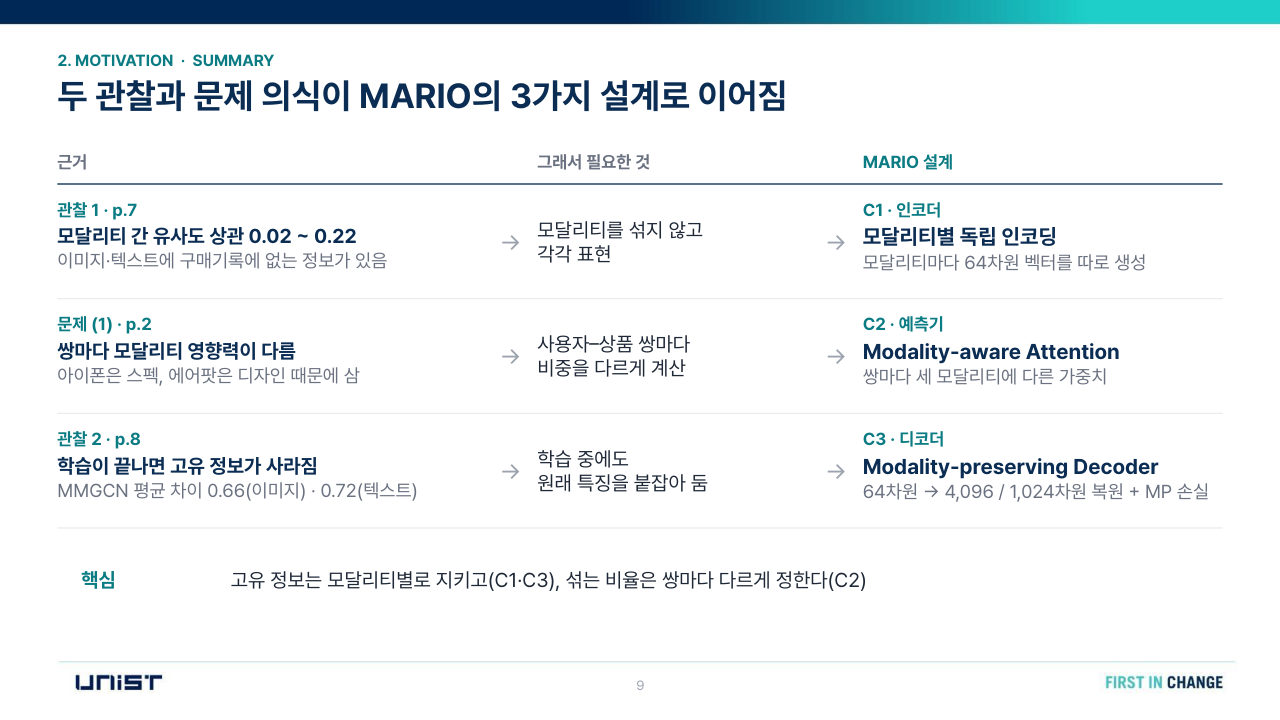 2. MOTIVATION · SUMMARY
두 관찰과 문제 의식이 MARIO의 3가지 설계로 이어짐
근거
그래서 필요한 것
MARIO 설계
관찰 1 · p.7
모달리티 간 유사도 상관 0.02 ~ 0.22
이미지·텍스트에 구매기록에 없는 정보가 있음
→
모달리티를 섞지 않고
각각 표현
→
C1 · 인코더
모달리티별 독립 인코딩
모달리티마다 64차원 벡터를 따로 생성
문제 (1) · p.2
쌍마다 모달리티 영향력이 다름
아이폰은 스펙, 에어팟은 디자인 때문에 삼
→
사용자–상품 쌍마다
비중을 다르게 계산
→
C2 · 예측기
Modality-aware Attention
쌍마다 세 모달리티에 다른 가중치
관찰 2 · p.8
학습이 끝나면 고유 정보가 사라짐
MMGCN 평균 차이 0.66(이미지) · 0.72(텍스트)
→
학습 중에도
원래 특징을 붙잡아 둠
→
C3 · 디코더
Modality-preserving Decoder
64차원 → 4,096 / 1,024차원 복원 + MP 손실
핵심
고유 정보는 모달리티별로 지키고(C1·C3), 섞는 비율은 쌍마다 다르게 정한다(C2)
UNIST
9
FIRST IN CHANGE